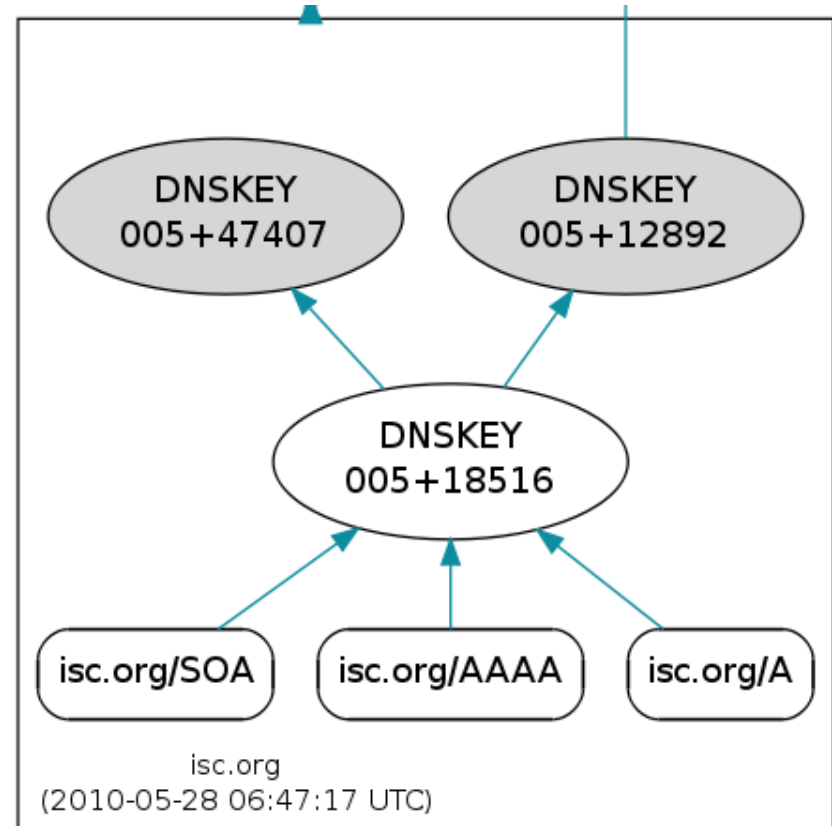 DNSKEY
005+47407
DNSKEY
005+12892
DNSKEY
005+18516
isc.org/SOA
isc.org/AAAA
isc.org/A
isc.org
(2010-05-28 06:47:17 UTC)